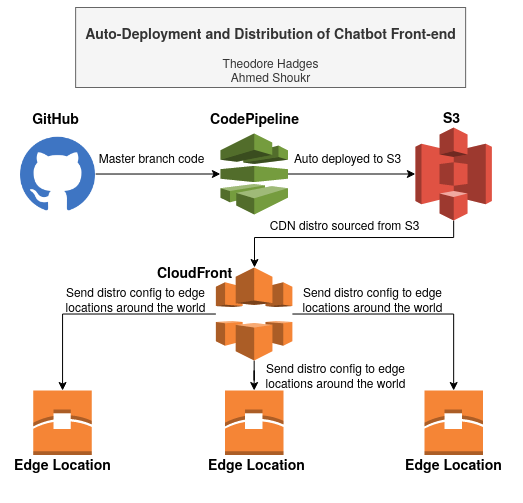 Auto-Deployment and Distribution of Chatbot Front-end
Theodore Hadges
Ahmed Shoukr
GitHub
CodePipeline
S3
Master branch code
Auto deployed to S3
CDN distro sourced from S3
CloudFront
Send distro config to edge
locations around the world
Send distro config to edge
locations around the world
Send distro config to edge
locations around the world
Edge Location
Edge Location
Edge Location